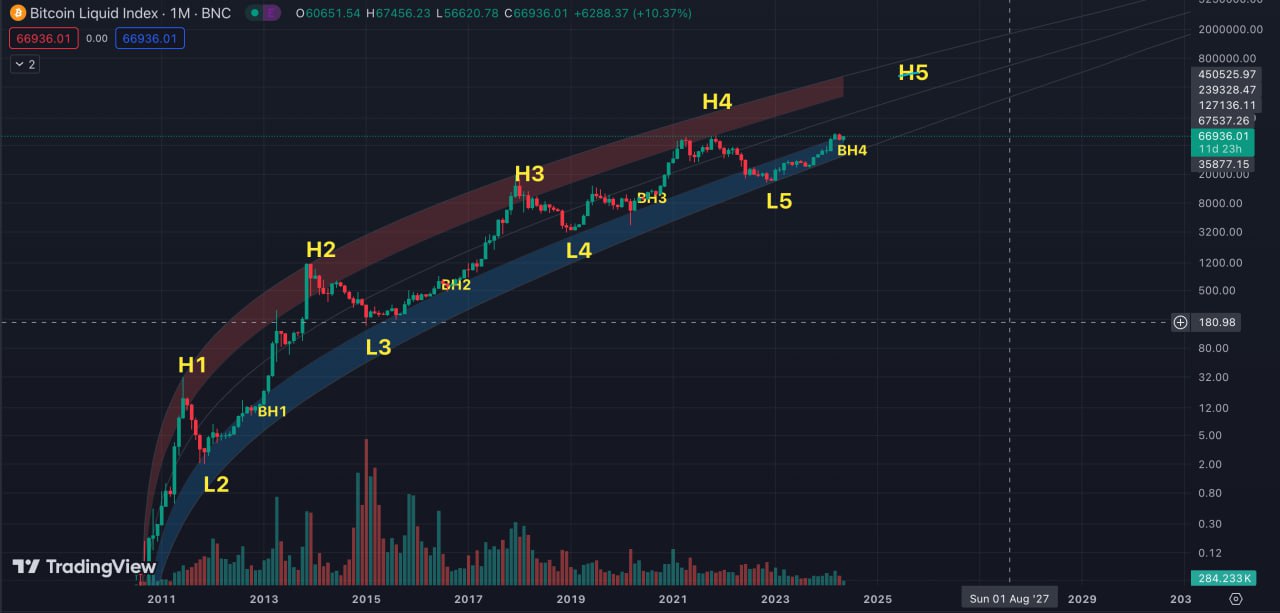 Bitcoin Liquid Index · 1M · BNC E O60651.54 H67456.23 L56620.78 C66936.01 +6288.37 (+10.37%)
66936.01 0.00 66936.01
2
2000000.00
800000.00
450525.97
239328.47
127136.11
67537.26
66936.01
11d 23h
35877.15
20000.00
8000.00
3200.00
1200.00
500.00
180.98
80.00
32.00
12.00
5.00
2.00
0.80
0.30
0.12
284.233K
H5
H4
BH4
H3
BH3
L5
H2
L4
BH2
L3
H1
BH1
L2
TradingView
2011 2013 2015 2017 2019 2021 2023 2025 Sun 01 Aug '27 2029 203